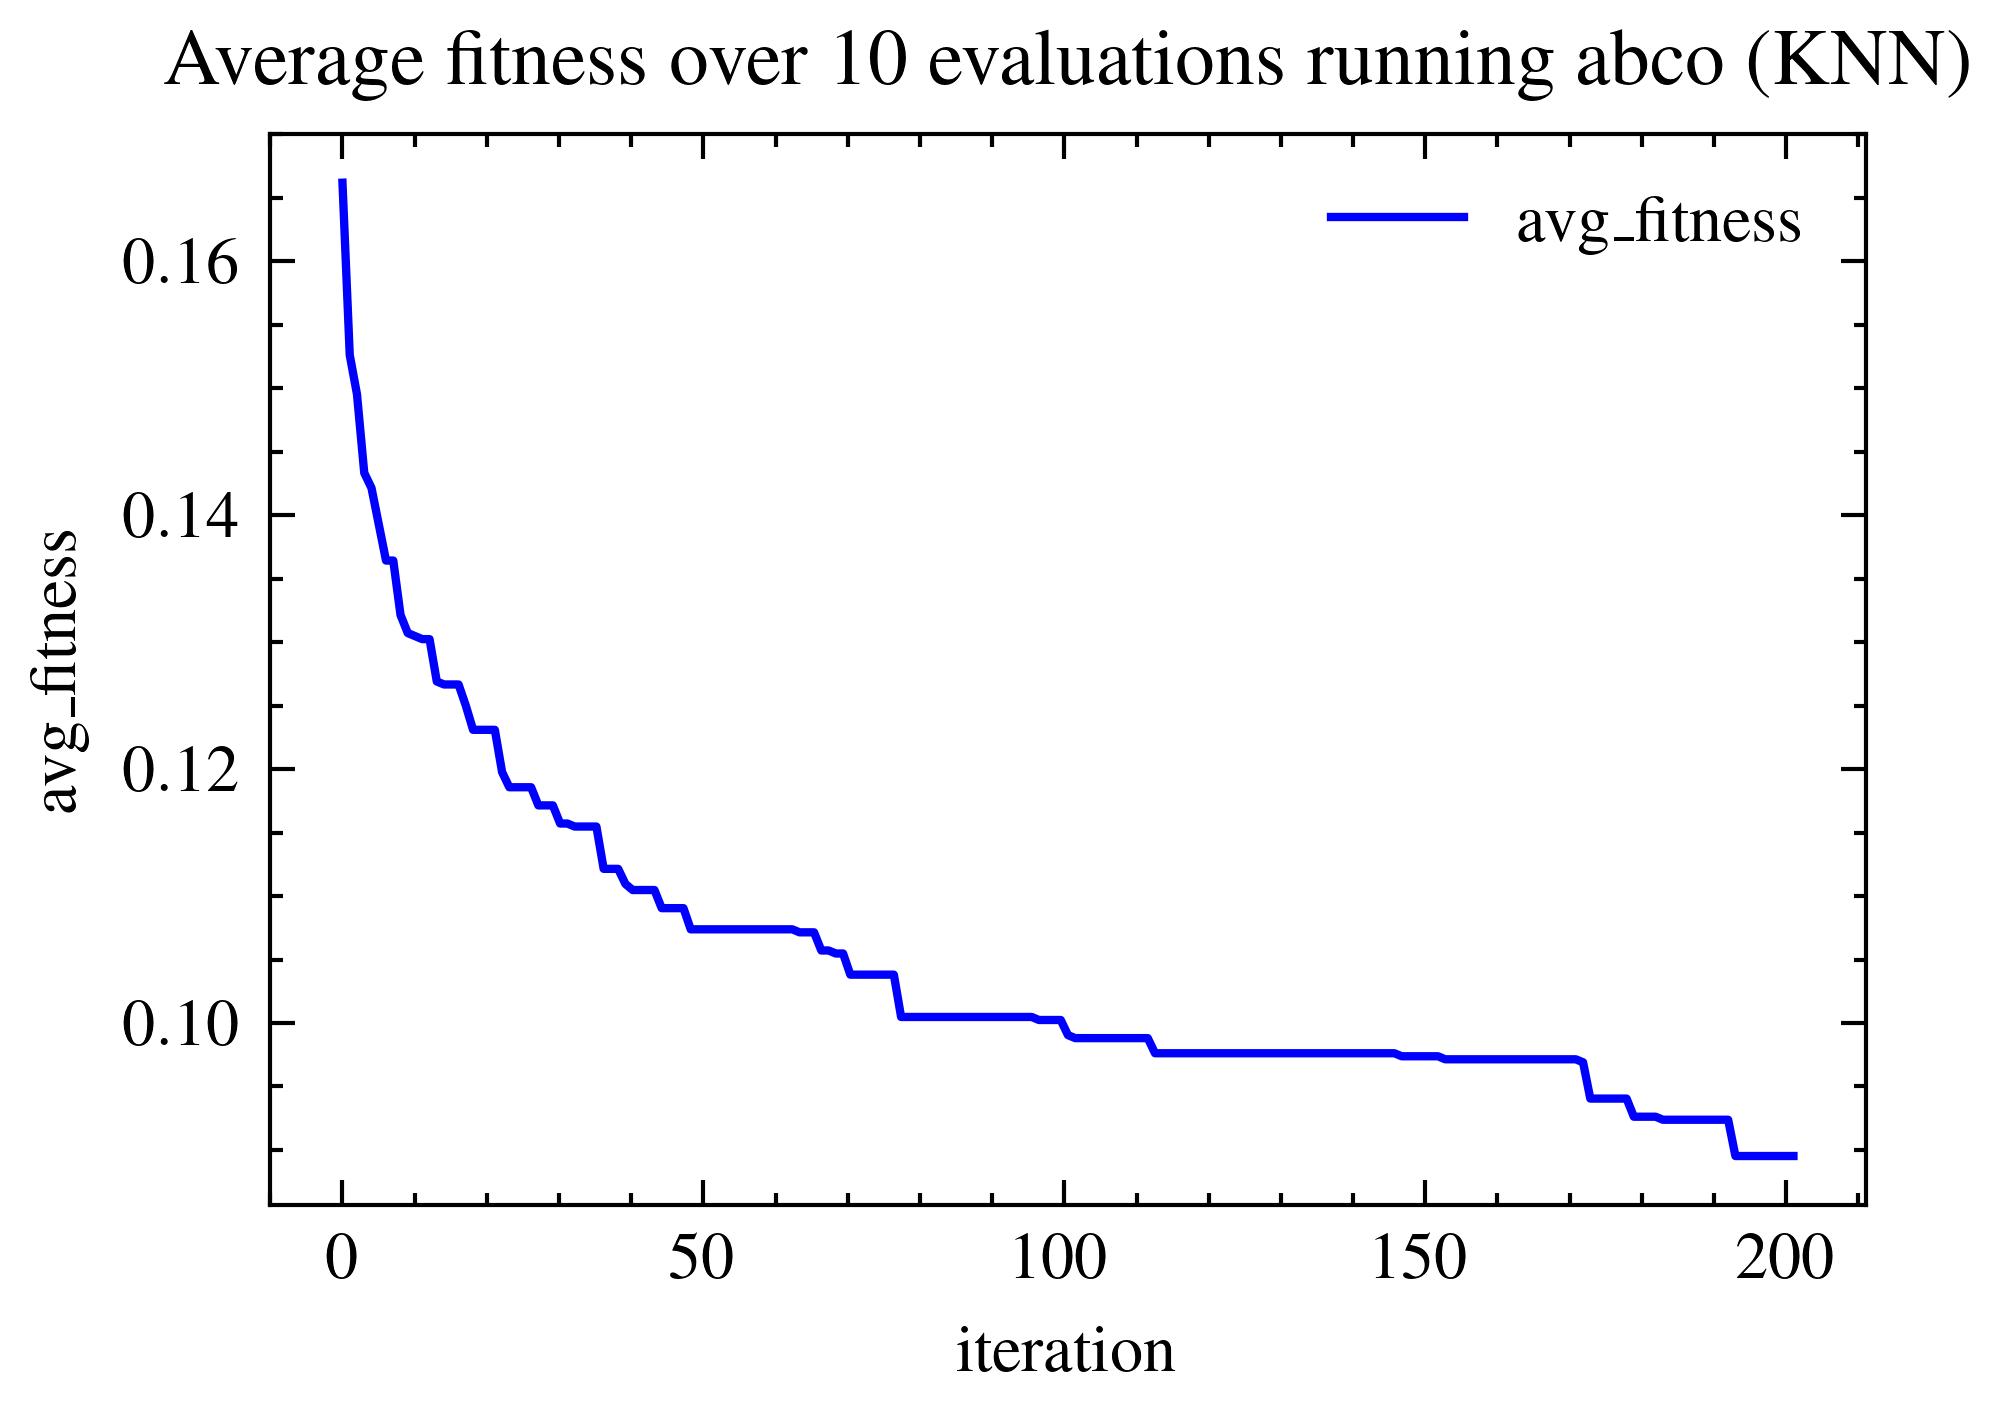 Average fitness over 10 evaluations running abco (KNN)
avg_fitness
0.16
0.14
0.12
0.10
avg_fitness
0 50 100 150 200
iteration